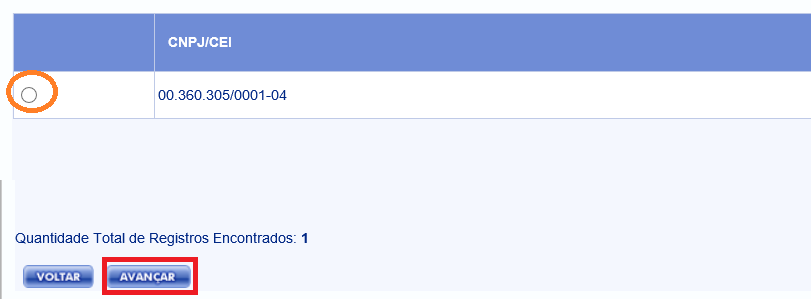 CNPJ/CEI
00.360.305/0001-04
Quantidade Total de Registros Encontrados: 1
VOLTAR AVANÇAR